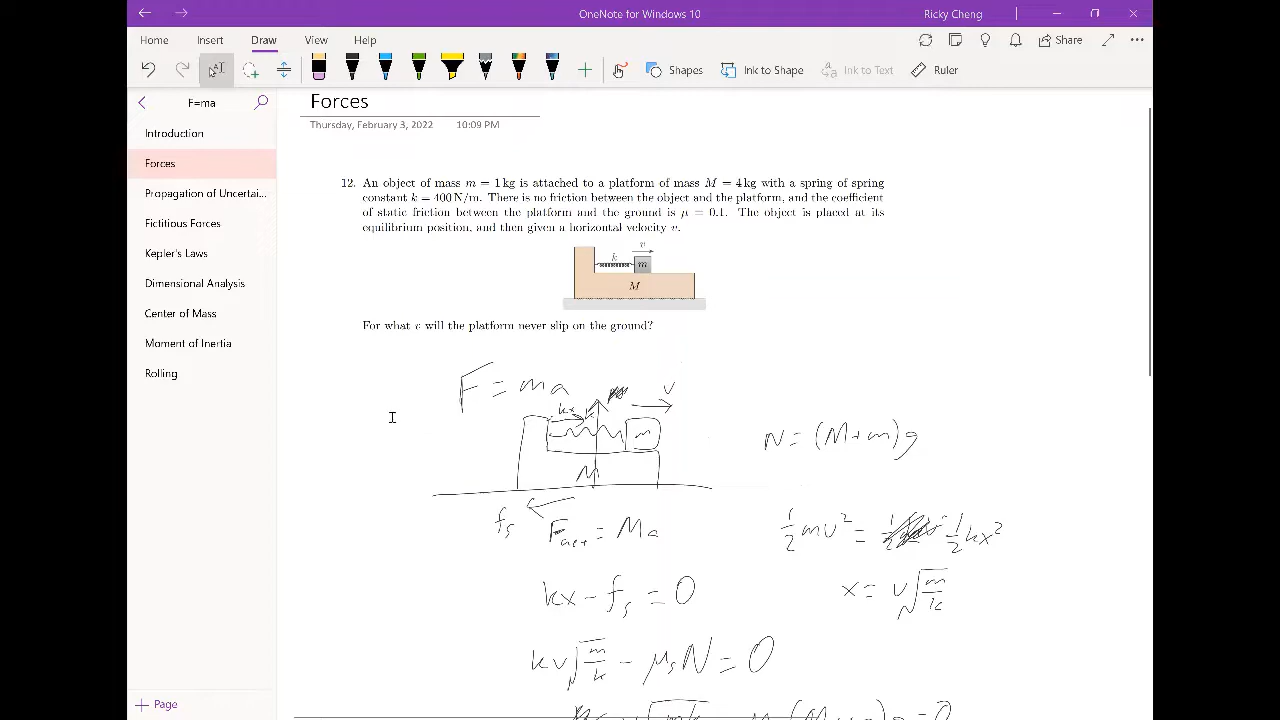 OneNote for Windows 10
Ricky Cheng
Home Insert Draw View Help
Share
Shapes Ink to Shape Ink to Text Ruler
F=ma
Introduction
Forces
Propagation of Uncertai...
Fictitious Forces
Kepler's Laws
Dimensional Analysis
Center of Mass
Moment of Inertia
Rolling
+ Page
Forces
Thursday, February 3, 2022 10:09 PM
12. An object of mass m = 1 kg is attached to a platform of mass M = 4 kg with a spring of spring
constant k = 400 N/m. There is no friction between the object and the platform, and the coefficient
of static friction between the platform and the ground is μ = 0.1. The object is placed at its
equilibrium position, and then given a horizontal velocity v.
v
k
m
M
For what v will the platform never slip on the ground?
F = ma
v
kx
m
M
N = (M+m)g
fs
Fnet = Ma
½mv² = ½kx²
kx - fs = 0
x = v√(m/k)
kv√(m/k) - μsN = 0